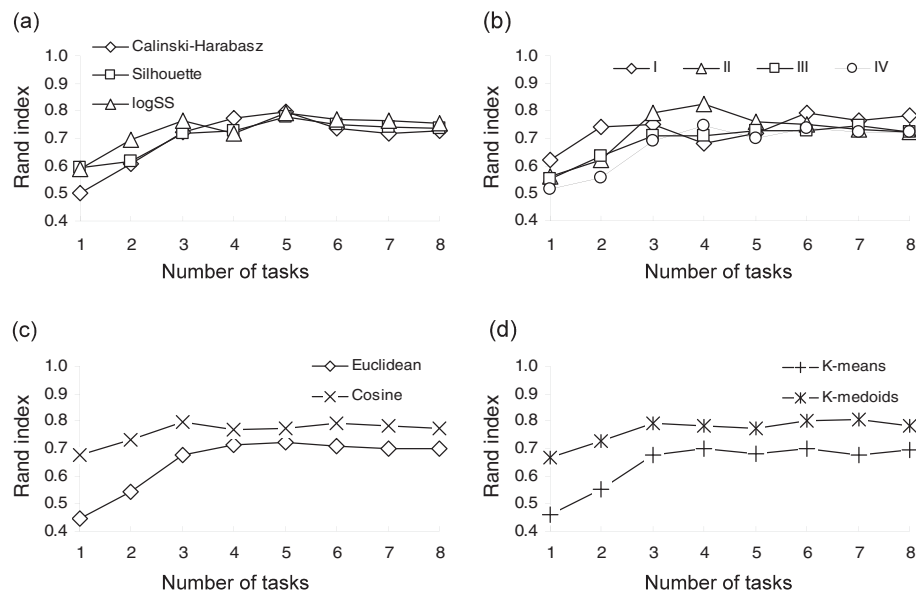 (a)
Calinski-Harabasz
Silhouette
logSS
Rand index
1.0
0.9
0.8
0.7
0.6
0.5
0.4
1 2 3 4 5 6 7 8
Number of tasks
(b)
I II III IV
Rand index
1.0
0.9
0.8
0.7
0.6
0.5
0.4
1 2 3 4 5 6 7 8
Number of tasks
(c)
Euclidean
Cosine
Rand index
1.0
0.9
0.8
0.7
0.6
0.5
0.4
1 2 3 4 5 6 7 8
Number of tasks
(d)
K-means
K-medoids
Rand index
1.0
0.9
0.8
0.7
0.6
0.5
0.4
1 2 3 4 5 6 7 8
Number of tasks